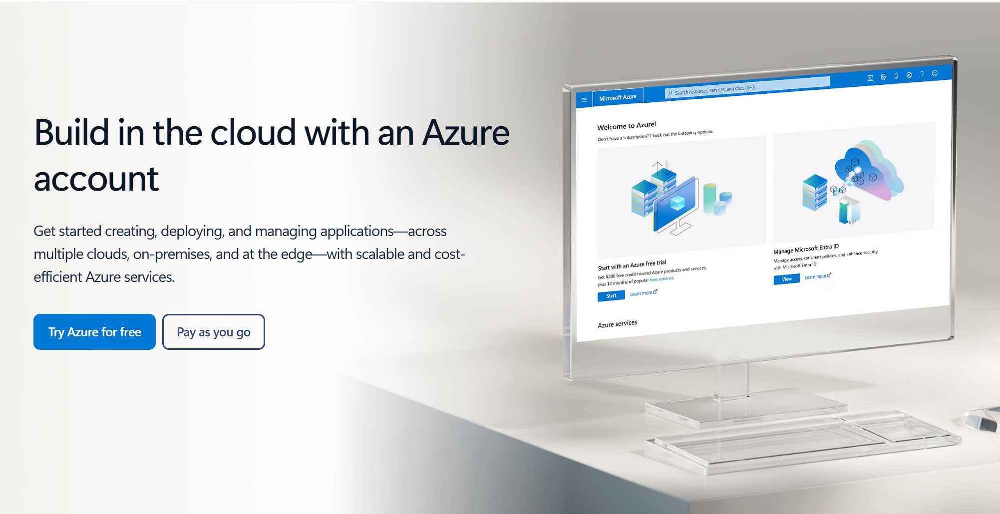 Build in the cloud with an Azure
account
Get started creating, deploying, and managing applications—across
multiple clouds, on-premises, and at the edge—with scalable and cost-
efficient Azure services.
Try Azure for free
Pay as you go
Microsoft Azure
Search resources, services, and docs (G+/)
Welcome to Azure!
Don't have a subscription? Check out the following options.
Start with an Azure free trial
Get $200 free credit toward Azure products and services,
plus 12 months of popular free services.
Start
Learn more
Manage Microsoft Entra ID
Manage access, set smart policies, and enhance security
with Microsoft Entra ID.
View
Learn more
Azure services